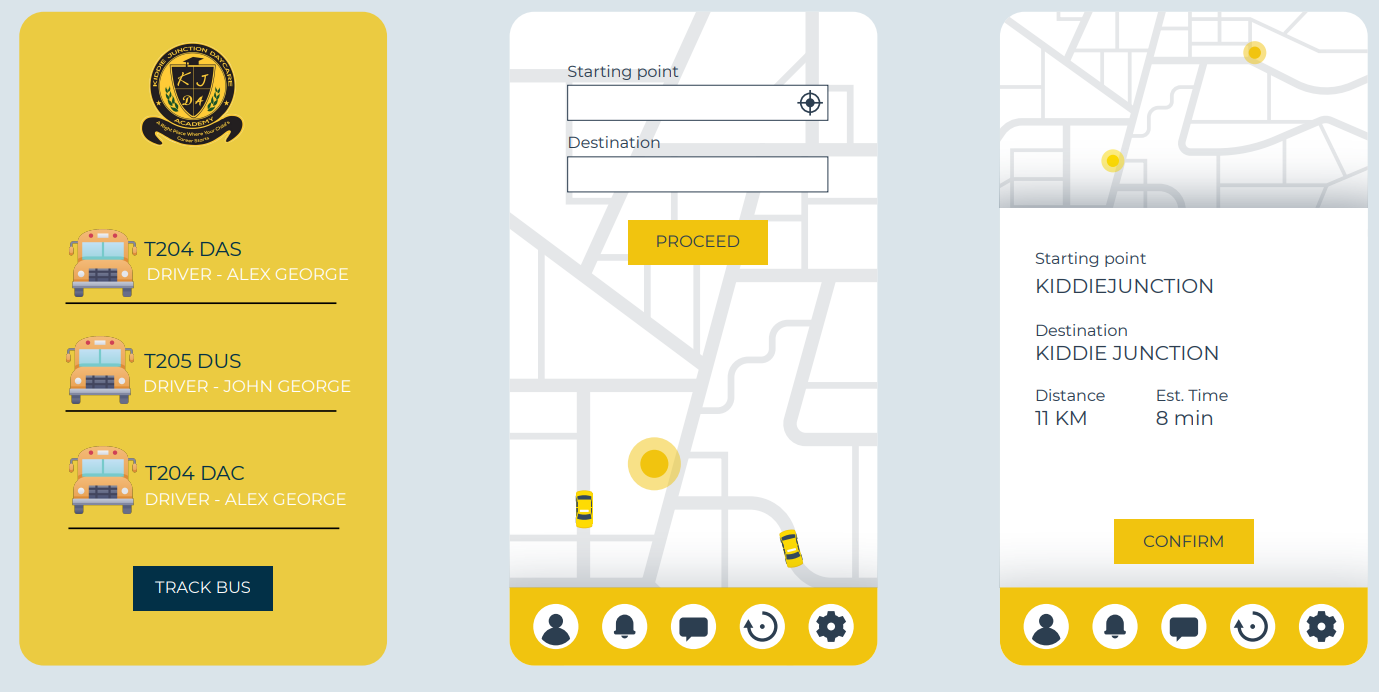 KIDDIE JUNCTION DAYCARE
K J
D A
ACADEMY
A Right Place Where Your Child's
Career Starts
T204 DAS
DRIVER - ALEX GEORGE
T205 DUS
DRIVER - JOHN GEORGE
T204 DAC
DRIVER - ALEX GEORGE
TRACK BUS
Starting point
Destination
PROCEED
Starting point
KIDDIEJUNCTION
Destination
KIDDIE JUNCTION
Distance
Est. Time
11 KM
8 min
CONFIRM